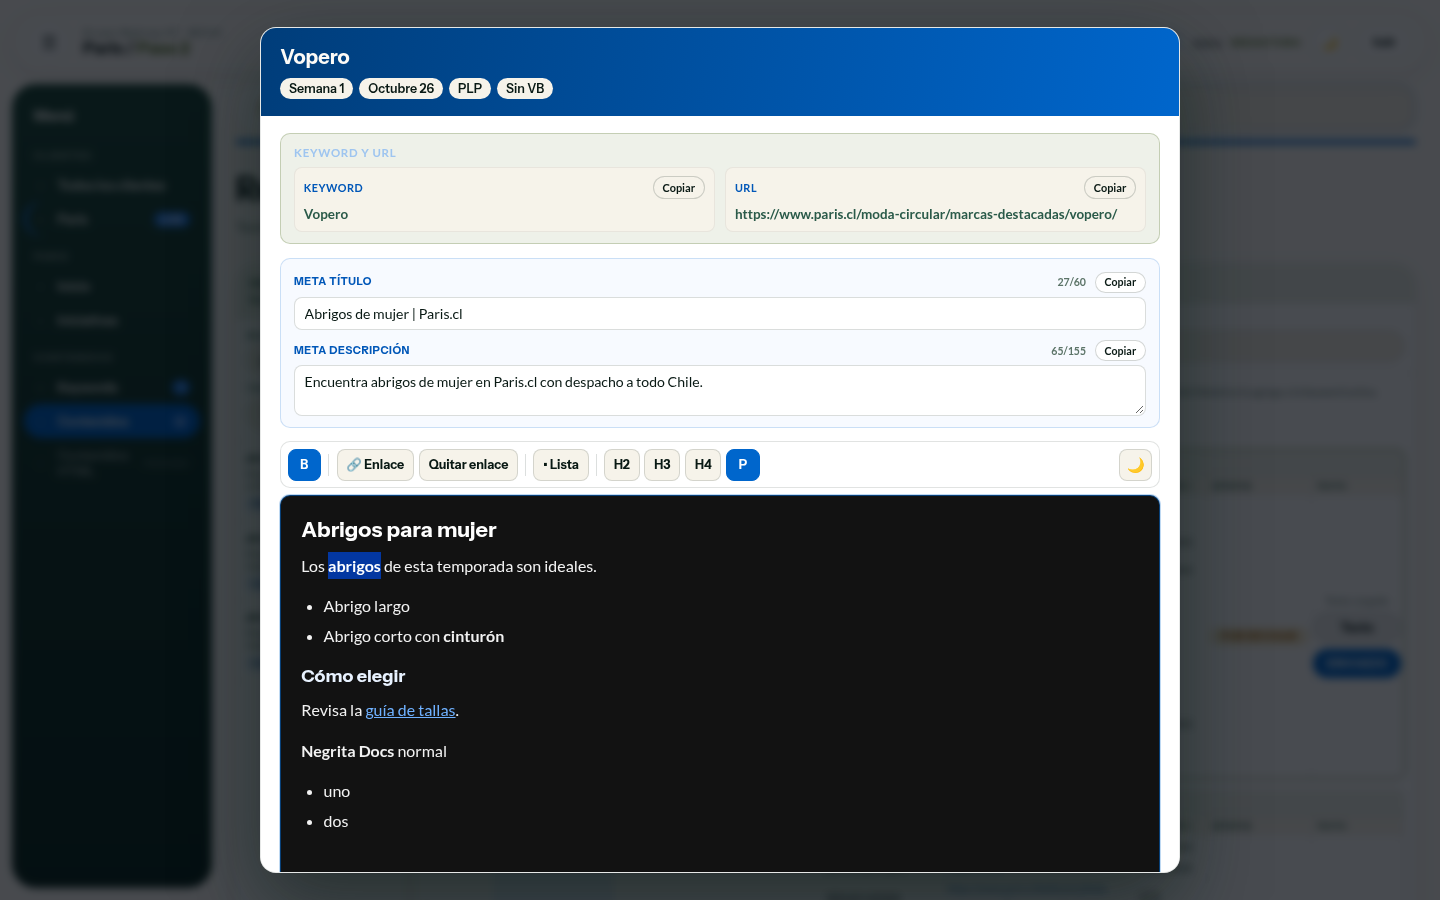 Vopero
Semana 1 Octubre 26 PLP Sin VB
KEYWORD Y URL
KEYWORD Copiar
Vopero
URL Copiar
https://www.paris.cl/moda-circular/marcas-destacadas/vopero/
META TÍTULO 27/60 Copiar
Abrigos de mujer | Paris.cl
META DESCRIPCIÓN 65/155 Copiar
Encuentra abrigos de mujer en Paris.cl con despacho a todo Chile.
B 🔗 Enlace Quitar enlace • Lista H2 H3 H4 P 🌙
Abrigos para mujer
Los abrigos de esta temporada son ideales.
• Abrigo largo
• Abrigo corto con cinturón
Cómo elegir
Revisa la guía de tallas.
Negrita Docs normal
• uno
• dos